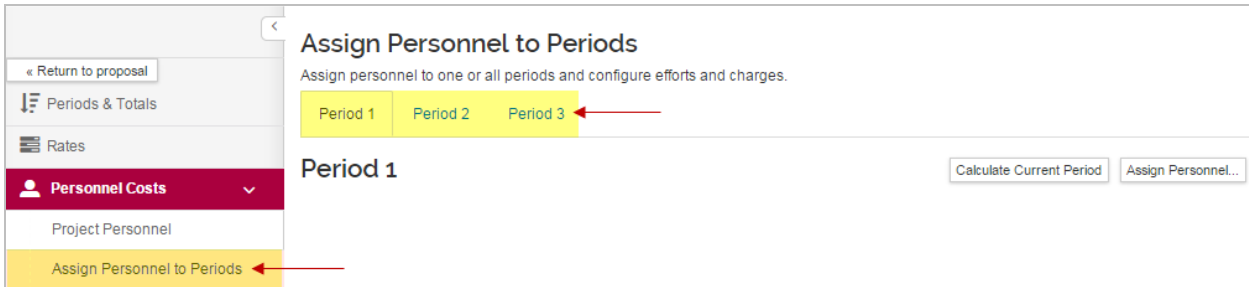 <
« Return to proposal
Periods & Totals
Rates
Personnel Costs
Project Personnel
Assign Personnel to Periods
Assign Personnel to Periods
Assign personnel to one or all periods and configure efforts and charges.
Period 1 Period 2 Period 3
Period 1
Calculate Current Period Assign Personnel...